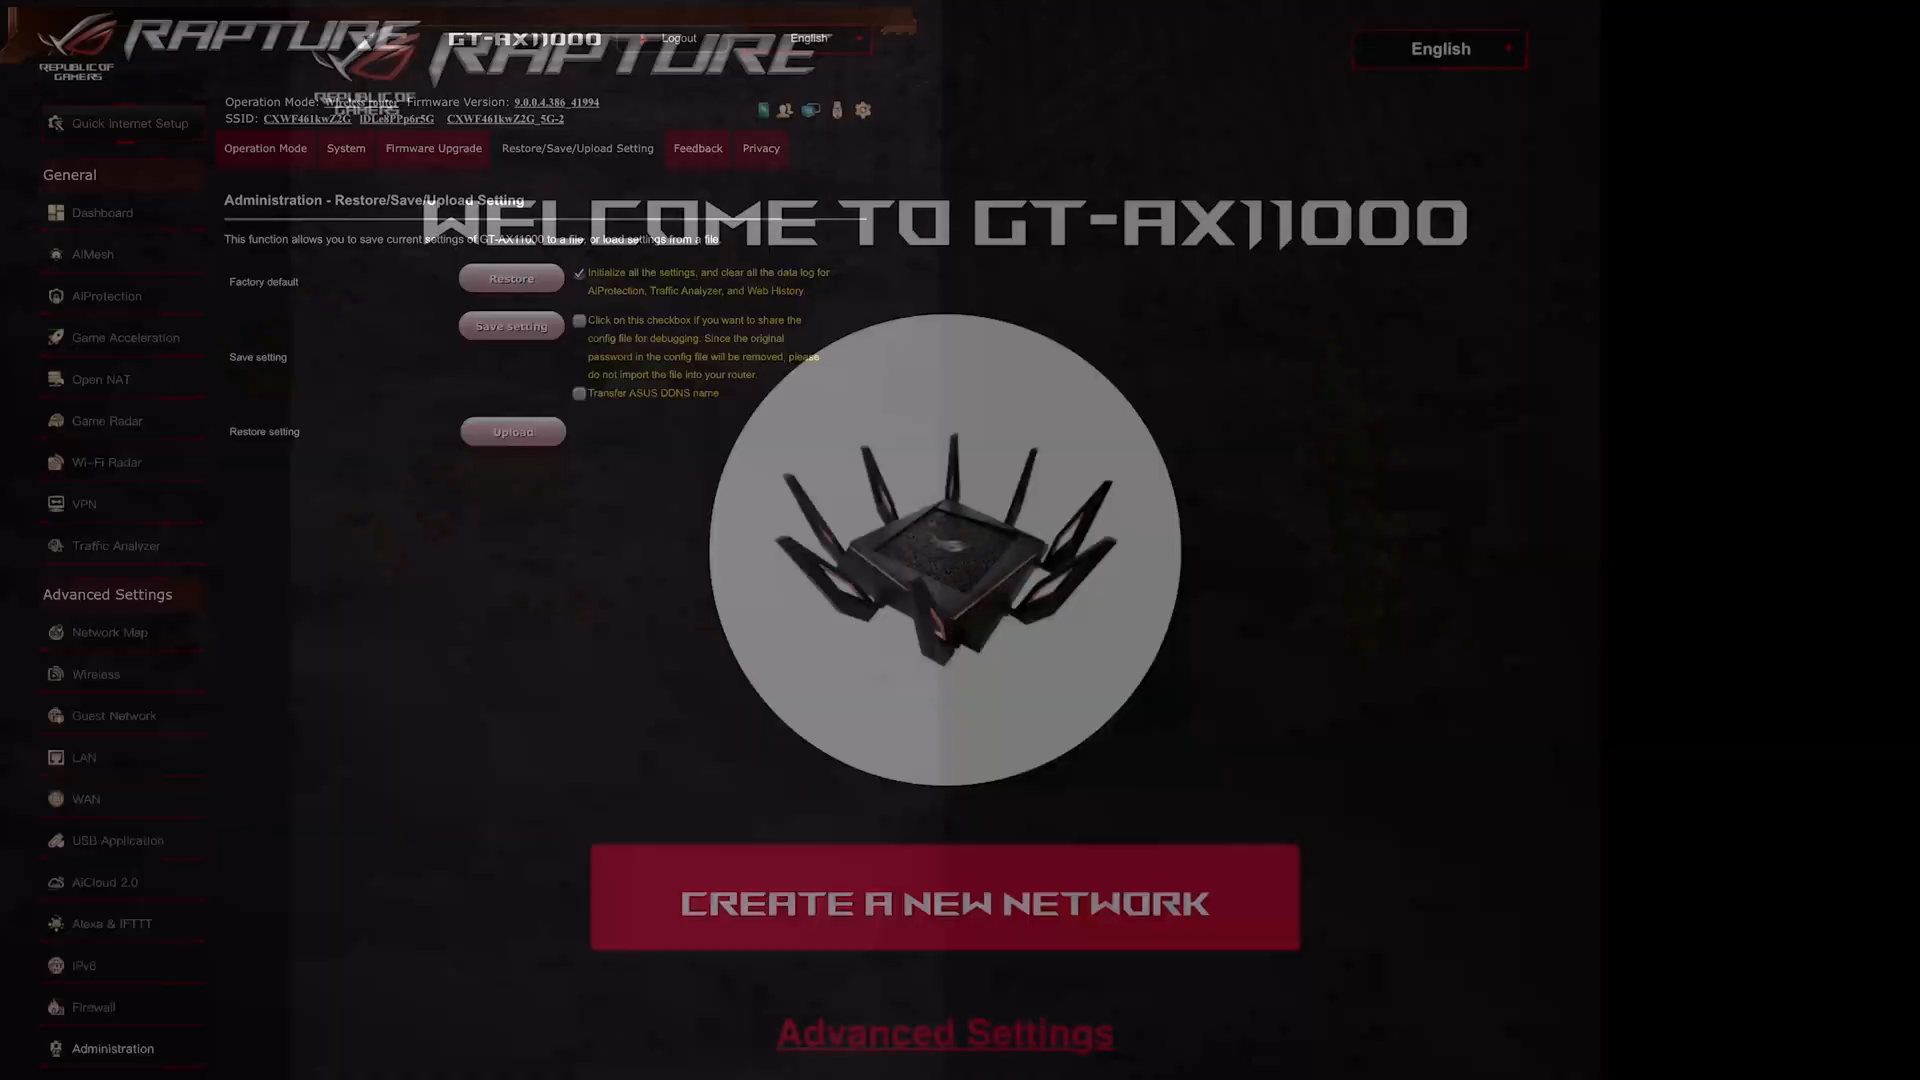 RAPTURE
REPUBLIC OF
GAMERS
GT-AX11000
Logout
English
RAPTURE
REPUBLIC OF
GAMERS
English
Operation Mode: Wireless router Firmware Version: 9.0.0.4.386_41994
SSID: CXWF461kwZ2G lDLe8PPp6r5G CXWF461kwZ2G_5G-2
Quick Internet Setup
Operation Mode
System
Firmware Upgrade
Restore/Save/Upload Setting
Feedback
Privacy
General
Dashboard
AiMesh
AiProtection
Game Acceleration
Open NAT
Game Radar
Wi-Fi Radar
VPN
Traffic Analyzer
Advanced Settings
Network Map
Wireless
Guest Network
LAN
WAN
USB Application
AiCloud 2.0
Alexa & IFTTT
IPv6
Firewall
Administration
Administration - Restore/Save/Upload Setting
This function allows you to save current settings of GT-AX11000 to a file, or load settings from a file.
Factory default
Restore
Initialize all the settings, and clear all the data log for
AiProtection, Traffic Analyzer, and Web History.
Save setting
Save setting
Click on this checkbox if you want to share the
config file for debugging. Since the original
password in the config file will be removed, please
do not import the file into your router.
Transfer ASUS DDNS name
Restore setting
Upload
WELCOME TO GT-AX11000
CREATE A NEW NETWORK
Advanced Settings